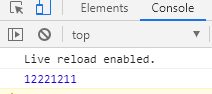 Elements Console
top
Live reload enabled.
12221211